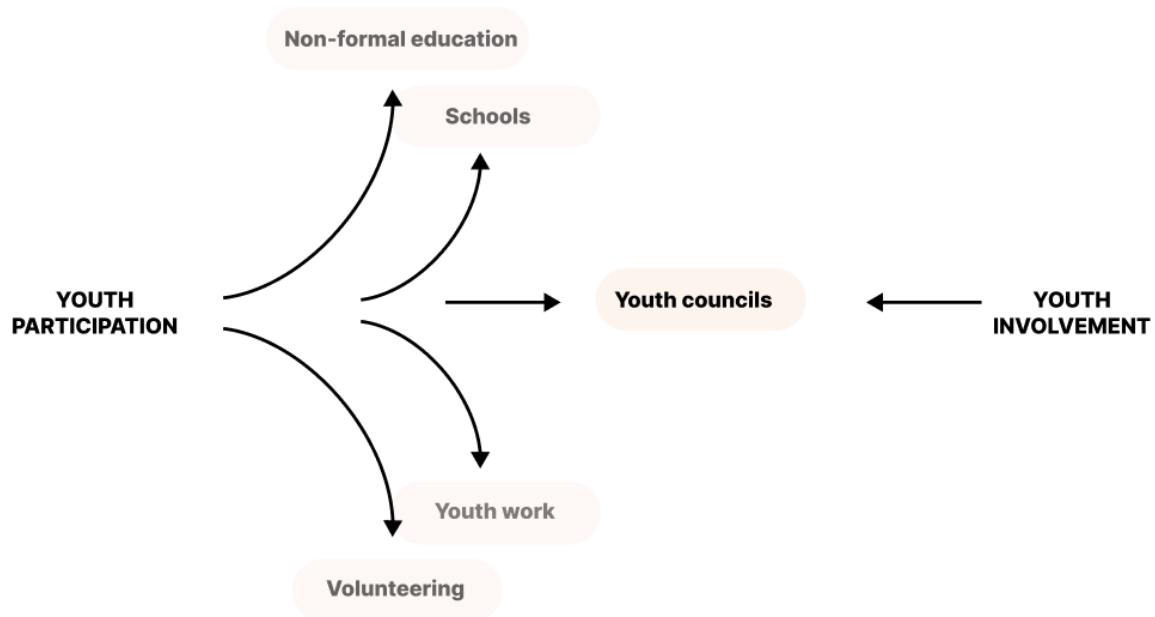 Non-formal education
Schools
YOUTH
PARTICIPATION
Youth councils
YOUTH
INVOLVEMENT
Youth work
Volunteering